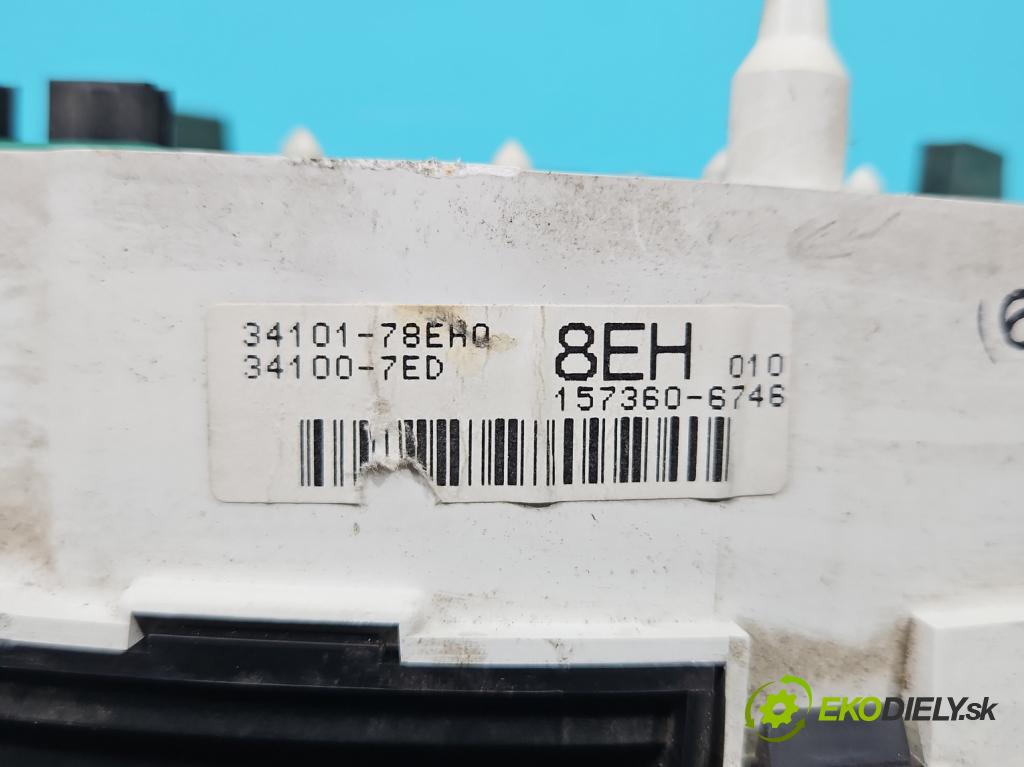 34101-78EH0
34100-7ED
8EH 010
157360-6746
EKODIELY.sk